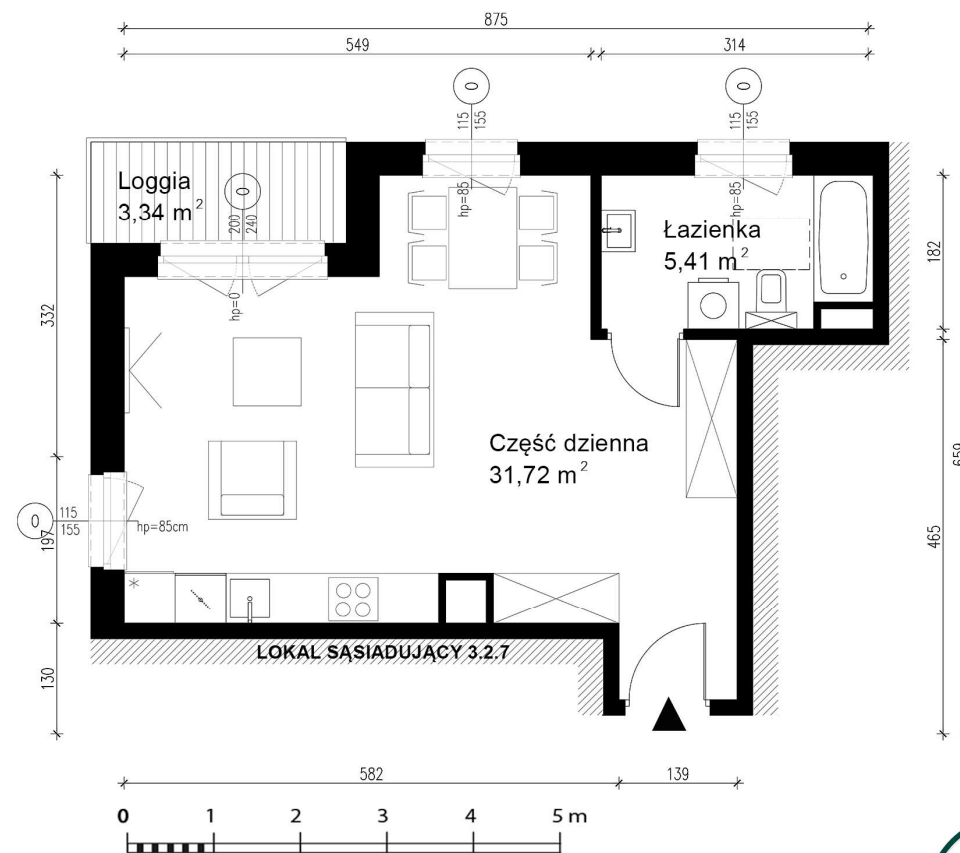 875
549
314
0
0
115
155
115
155
Loggia
3,34 m²
0
200
240
hp=85
hp=85
Łazienka
5,41 m²
182
332
hp=0
Część dzienna
31,72 m²
659
0
115
155
hp=85cm
197
465
*
LOKAL SĄSIADUJĄCY 3.2.7
130
582
139
0
1
2
3
4
5 m